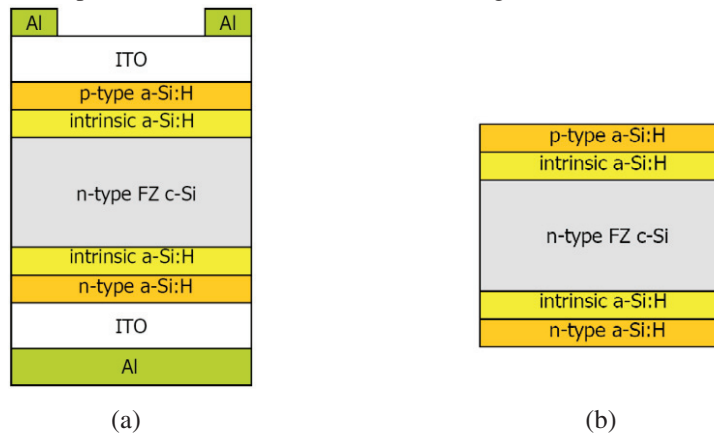 Al Al
ITO
p-type a-Si:H
intrinsic a-Si:H
n-type FZ c-Si
intrinsic a-Si:H
n-type a-Si:H
ITO
Al
(a)
p-type a-Si:H
intrinsic a-Si:H
n-type FZ c-Si
intrinsic a-Si:H
n-type a-Si:H
(b)